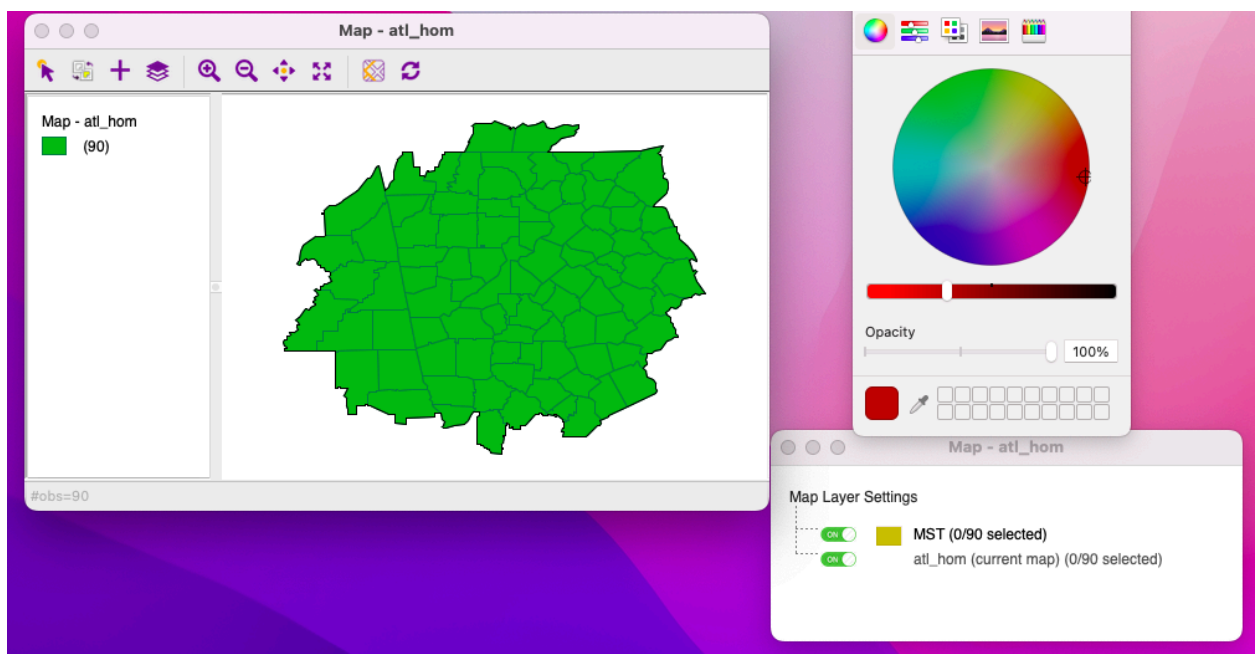 Map - atl_hom
Map - atl_hom
(90)
#obs=90
Opacity
100%
Map - atl_hom
Map Layer Settings
ON MST (0/90 selected)
ON atl_hom (current map) (0/90 selected)